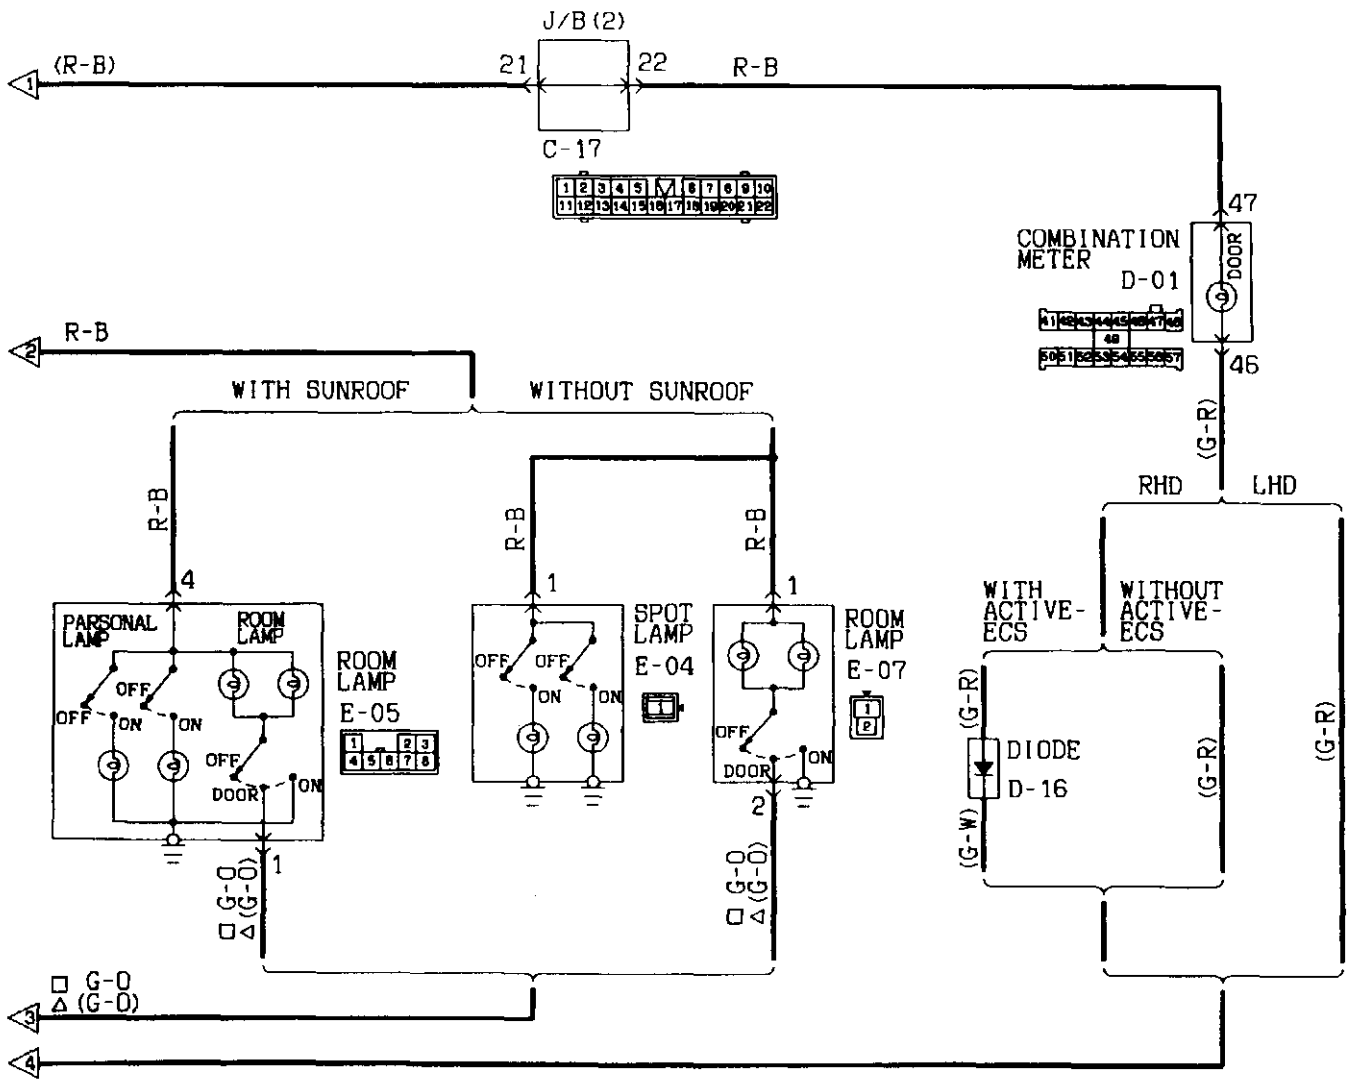 J/B(2)
1 (R-B) 21 22 R-B
C-17
1 2 3 4 5 6 7 8 9 10
11 12 13 14 15 16 17 18 19 20 21 22
47
COMBINATION
METER
D-01
DOOR
41 42 43 44 45 46 47 48
49
50 51 52 53 54 55 56 57
46
2 R-B
WITH SUNROOF WITHOUT SUNROOF
(G-R)
RHD LHD
R-B R-B R-B
4 1 1
WITH
ACTIVE-
ECS
WITHOUT
ACTIVE-
ECS
PARSONAL
LAMP
ROOM
LAMP
OFF OFF
ON ON
OFF
DOOR ON
ROOM
LAMP
E-05
1 2 3
4 5 6 7 8
OFF OFF
ON ON
SPOT
LAMP
E-04
1
OFF
DOOR ON
ROOM
LAMP
E-07
1
2
(G-R)
DIODE
D-16
(G-W)
(G-R)
(G-R)
1
□ G-O
△ (G-O)
2
□ G-O
△ (G-O)
□ G-O
△ (G-O)
3
4